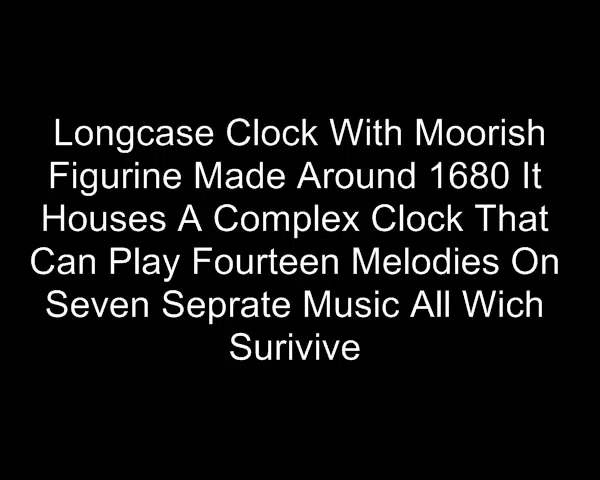 Longcase Clock With Moorish
Figurine Made Around 1680 It
Houses A Complex Clock That
Can Play Fourteen Melodies On
Seven Seprate Music All Wich
Surivive